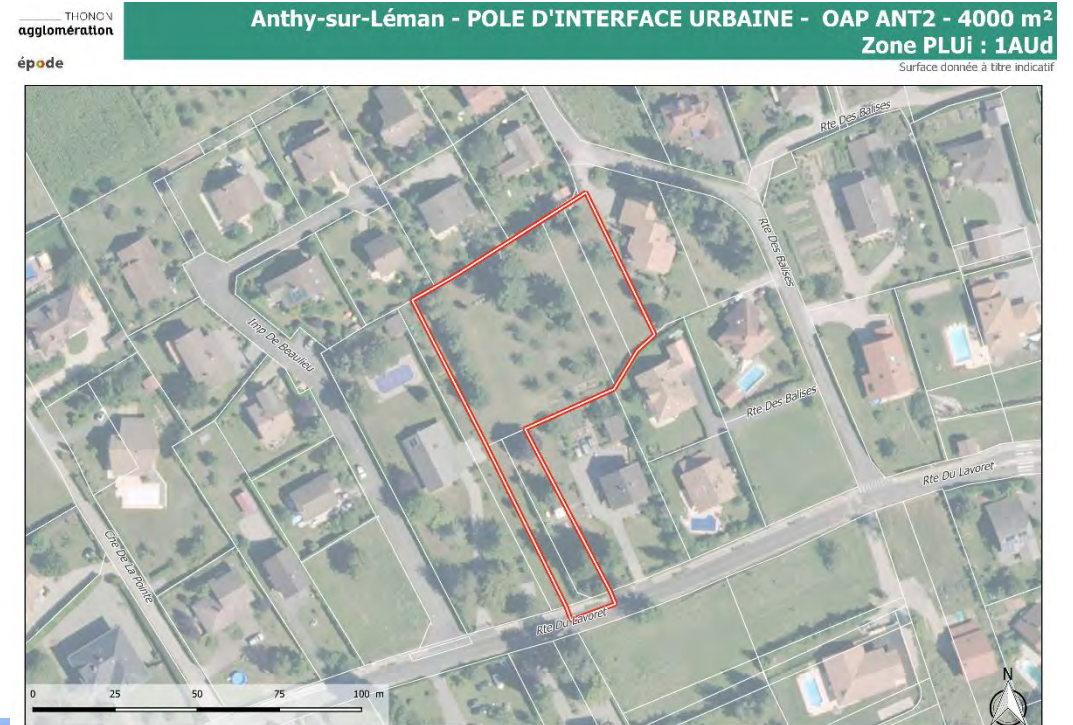 THONON
agglomération
épode
Anthy-sur-Léman - POLE D'INTERFACE URBAINE - OAP ANT2 - 4000 m²
Zone PLUi : 1AUd
Surface donnée à titre indicatif
Rte Des Balises
Rte Des Balises
Imp De Beaulieu
Rte Des Balises
Rte Du Lavoret
Che De La Pointe
Rte Du Lavoret
0 25 50 75 100 m
N